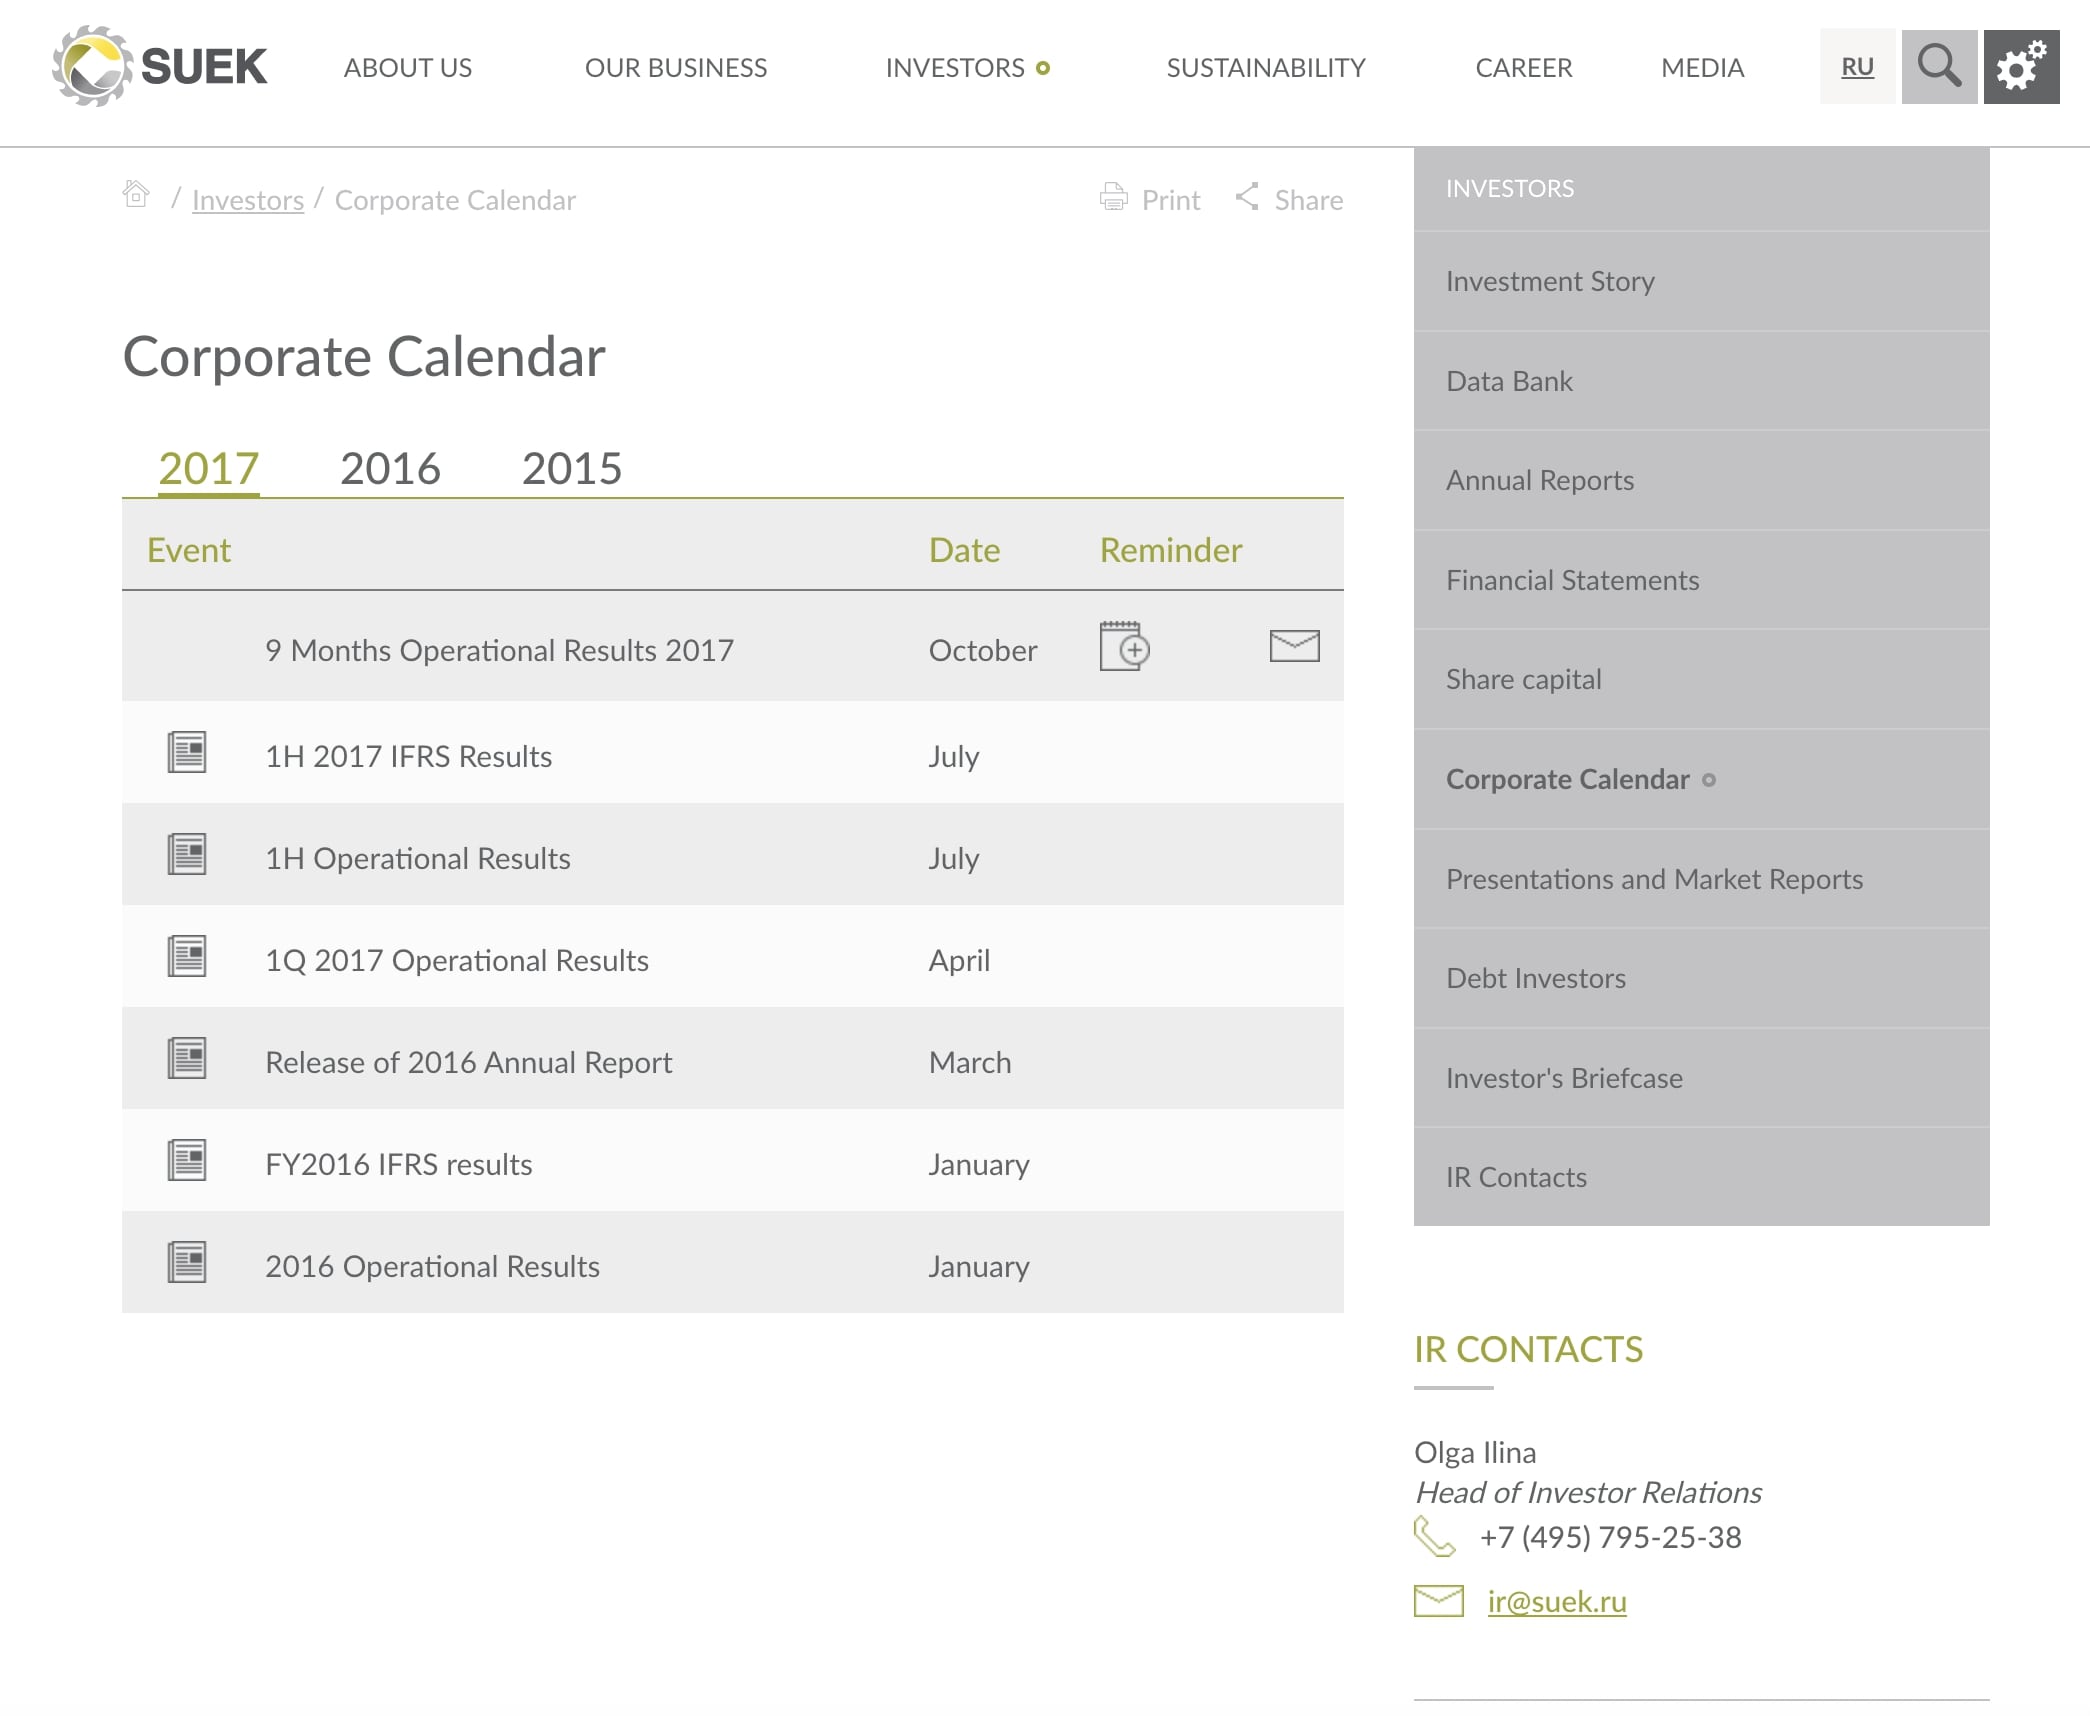 SUEK
ABOUT US OUR BUSINESS INVESTORS SUSTAINABILITY CAREER MEDIA RU
/ Investors / Corporate Calendar
Print Share
Corporate Calendar
2017 2016 2015
Event Date Reminder
9 Months Operational Results 2017 October
1H 2017 IFRS Results July
1H Operational Results July
1Q 2017 Operational Results April
Release of 2016 Annual Report March
FY2016 IFRS results January
2016 Operational Results January
INVESTORS
Investment Story
Data Bank
Annual Reports
Financial Statements
Share capital
Corporate Calendar
Presentations and Market Reports
Debt Investors
Investor's Briefcase
IR Contacts
IR CONTACTS
Olga Ilina
Head of Investor Relations
+7 (495) 795-25-38
ir@suek.ru